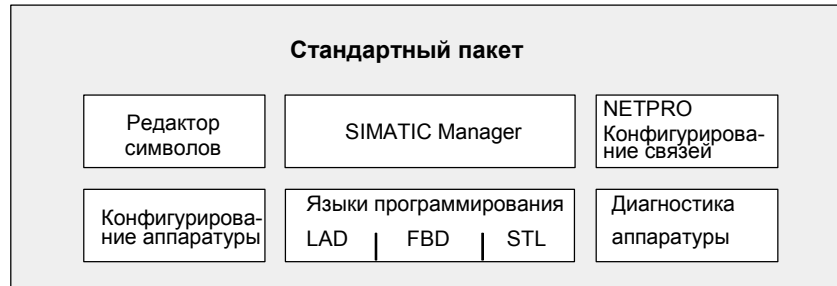 Стандартный пакет
Редактор
символов
SIMATIC Manager
NETPRO
Конфигурирова-
ние связей
Конфигурирова-
ние аппаратуры
Языки программирования
LAD | FBD | STL
Диагностика
аппаратуры